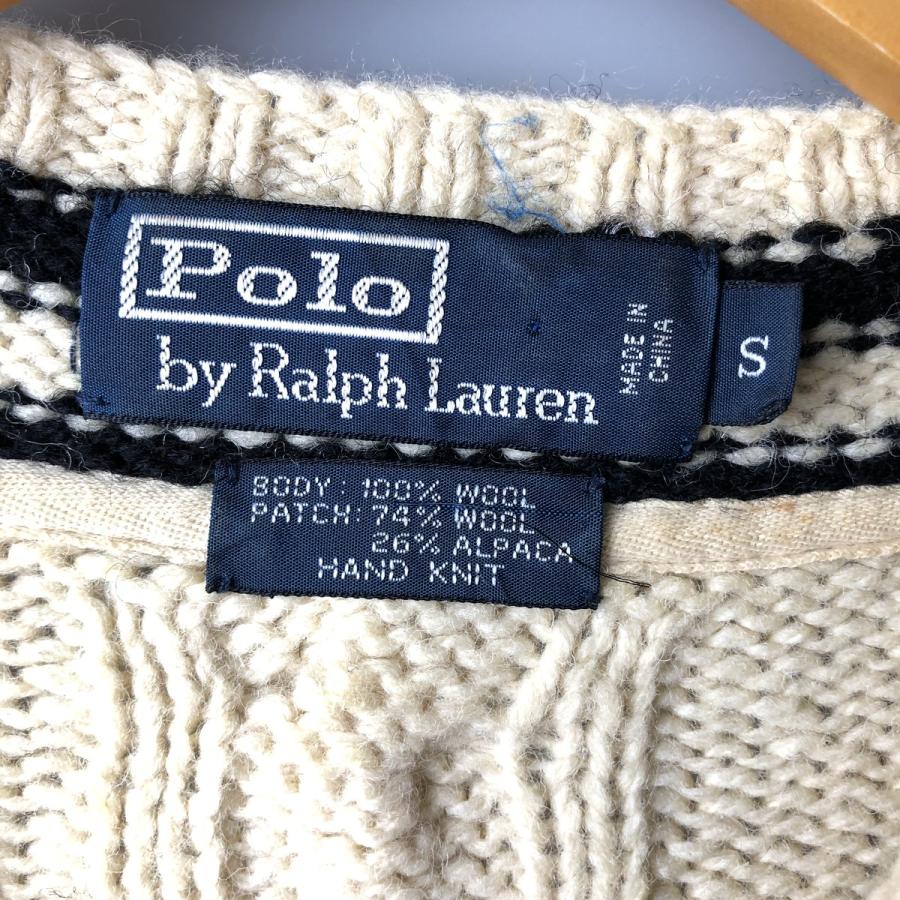 Polo
by Ralph Lauren
MADE IN
CHINA
S
BODY: 100% WOOL
PATCH: 74% WOOL
26% ALPACA
HAND KNIT